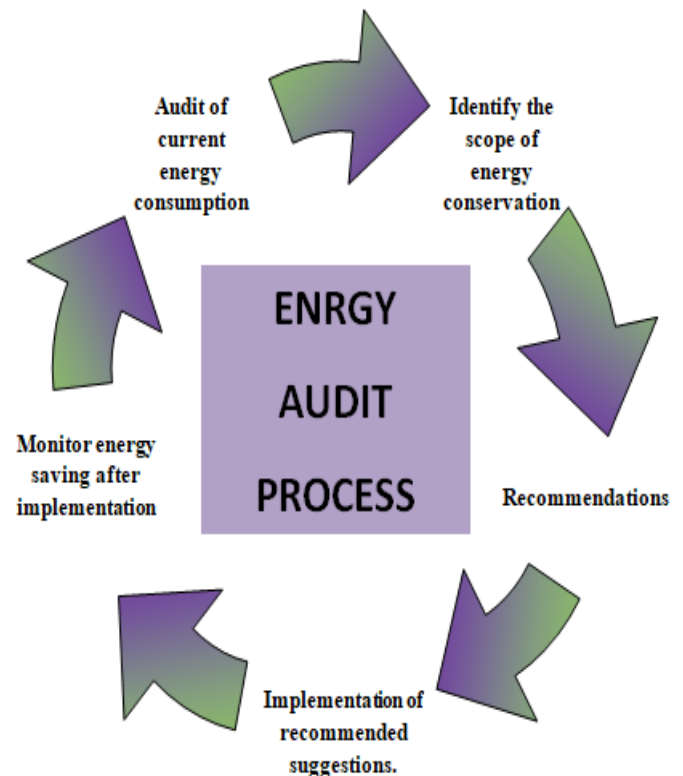 Audit of
current
energy
consumption
Identify the
scope of
energy
conservation
ENRGY
AUDIT
PROCESS
Recommendations
Implementation of
recommended
suggestions.
Monitor energy
saving after
implementation